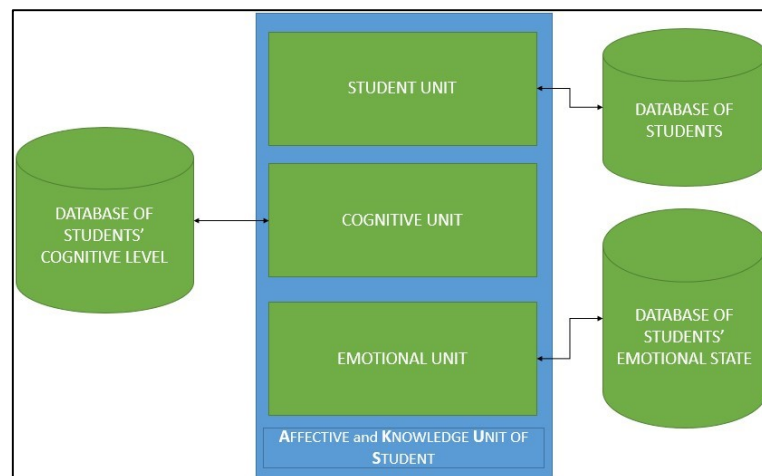 STUDENT UNIT
DATABASE OF
STUDENTS
DATABASE OF
STUDENTS'
COGNITIVE LEVEL
COGNITIVE UNIT
EMOTIONAL UNIT
DATABASE OF
STUDENTS'
EMOTIONAL STATE
AFFECTIVE and KNOWLEDGE UNIT OF
STUDENT